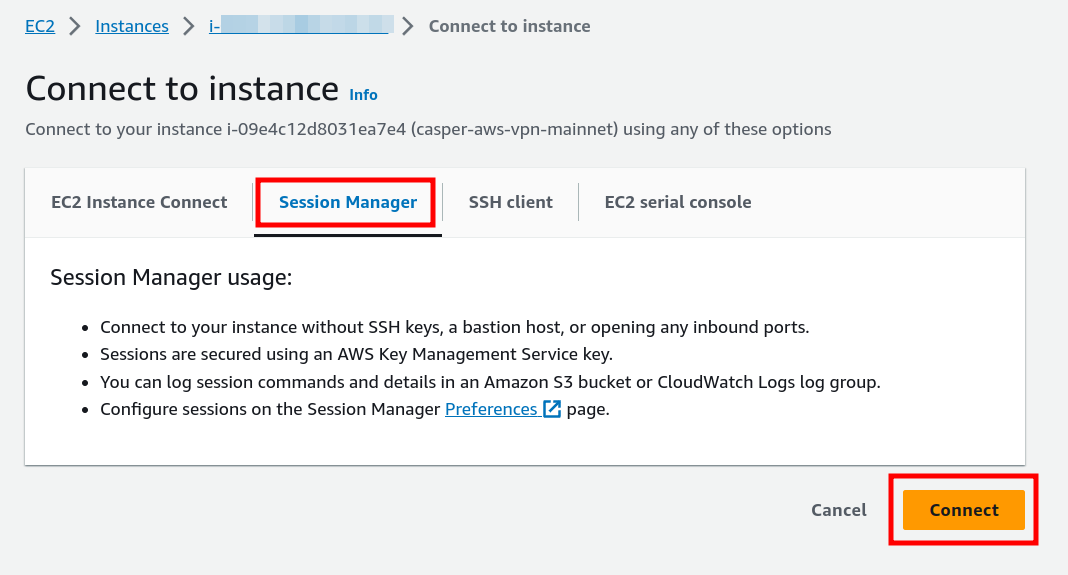 EC2 > Instances > i- > Connect to instance
Connect to instance Info
Connect to your instance i-09e4c12d8031ea7e4 (casper-aws-vpn-mainnet) using any of these options
EC2 Instance Connect Session Manager SSH client EC2 serial console
Session Manager usage:
• Connect to your instance without SSH keys, a bastion host, or opening any inbound ports.
• Sessions are secured using an AWS Key Management Service key.
• You can log session commands and details in an Amazon S3 bucket or CloudWatch Logs log group.
• Configure sessions on the Session Manager Preferences page.
Cancel Connect